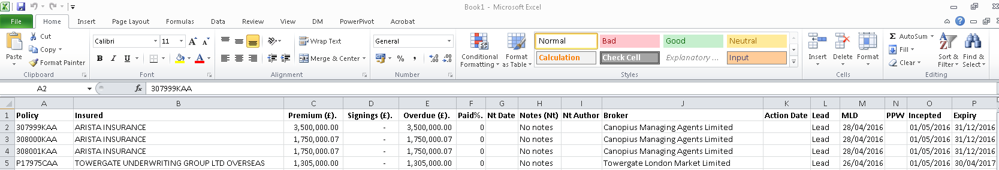 Book1 - Microsoft Excel
File Home Insert Page Layout Formulas Data Review View DM PowerPivot Acrobat
Paste Cut Copy Format Painter Clipboard
Calibri 11 A A B I U A Font
Wrap Text Merge & Center Alignment
General % , .0 .00 .00 .0 Number
Conditional Formatting Format as Table Normal Bad Good Neutral Calculation Check Cell Explanatory ... Input Styles
Insert Delete Format Cells
Σ AutoSum Fill Clear Sort & Filter Find & Select Editing
A2 fx 307999KAA
A B C D E F G H I J K L M N O P
1 Policy Insured Premium (£). Signings (£). Overdue (£). Paid%. Nt Date Notes (Nt) Nt Author Broker Action Date Lead MLD PPW Incepted Expiry
2 307999KAA ARISTA INSURANCE 3,500,000.00 - 3,500,000.00 0 No notes Canopius Managing Agents Limited Lead 28/04/2016 01/05/2016 31/12/2016
3 308000KAA ARISTA INSURANCE 1,750,000.07 - 1,750,000.07 0 No notes Canopius Managing Agents Limited Lead 28/04/2016 01/05/2016 31/12/2016
4 308001KAA ARISTA INSURANCE 1,750,000.07 - 1,750,000.07 0 No notes Canopius Managing Agents Limited Lead 28/04/2016 01/05/2016 31/12/2016
5 P17975CAA TOWERGATE UNDERWRITING GROUP LTD OVERSEAS 1,305,000.00 - 1,305,000.00 0 No notes Towergate London Market Limited Lead 26/04/2016 01/05/2016 30/04/2017